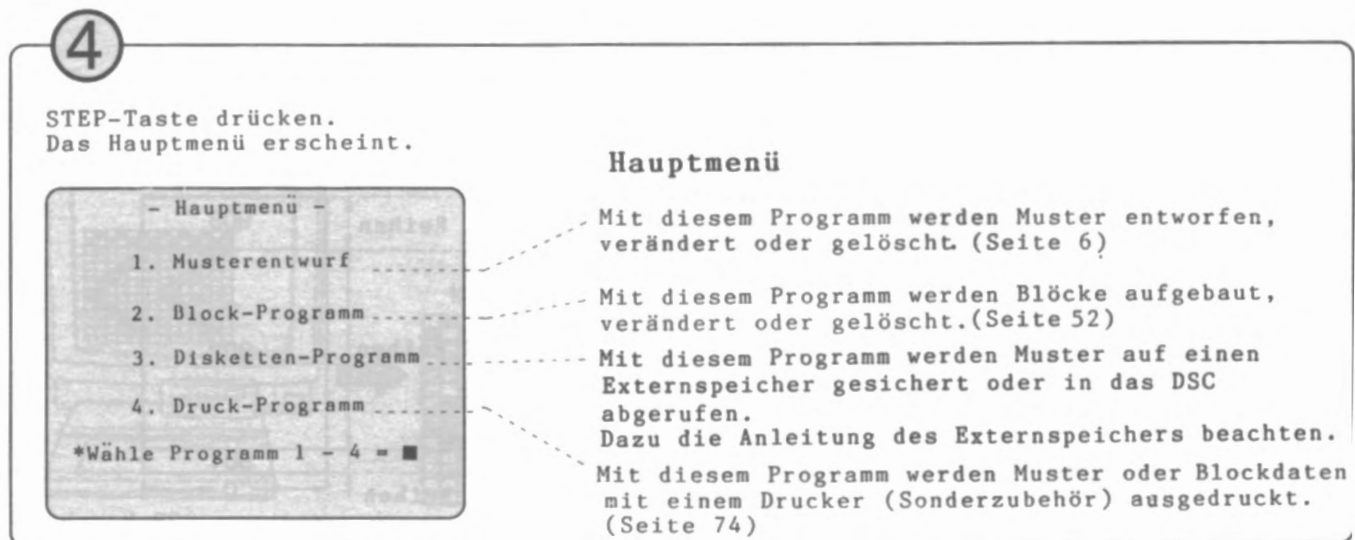 4
STEP-Taste drücken.
Das Hauptmenü erscheint.
- Hauptmenü -
1. Musterentwurf
2. Block-Programm
3. Disketten-Programm
4. Druck-Programm
*Wähle Programm 1 - 4 = ■
Hauptmenü
Mit diesem Programm werden Muster entworfen,
verändert oder gelöscht. (Seite 6)
Mit diesem Programm werden Blöcke aufgebaut,
verändert oder gelöscht.(Seite 52)
Mit diesem Programm werden Muster auf einen
Externspeicher gesichert oder in das DSC
abgerufen.
Dazu die Anleitung des Externspeichers beachten.
Mit diesem Programm werden Muster oder Blockdaten
mit einem Drucker (Sonderzubehör) ausgedruckt.
(Seite 74)